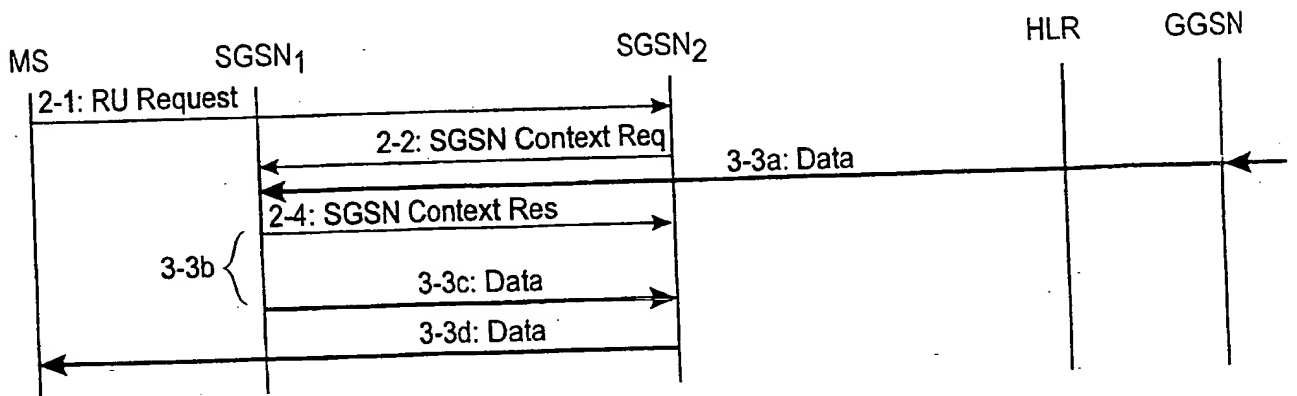 MS
SGSN1
SGSN2
HLR
GGSN
2-1: RU Request
2-2: SGSN Context Req
3-3a: Data
2-4: SGSN Context Res
3-3b
3-3c: Data
3-3d: Data